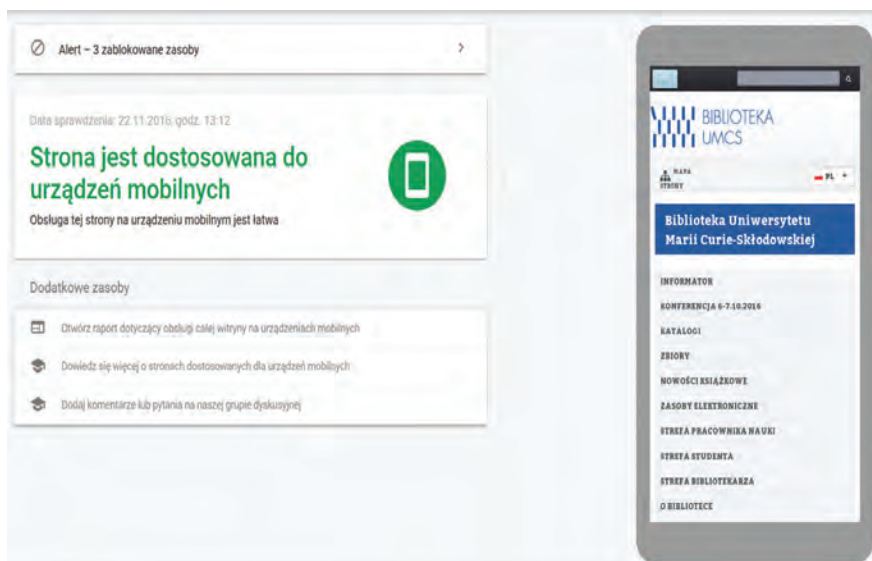 Alert – 3 zablokowane zasoby
Data sprawdzenia: 22.11.2016, godz. 13:12
Strona jest dostosowana do
urządzeń mobilnych
Obsługa tej strony na urządzeniu mobilnym jest łatwa
Dodatkowe zasoby
Otwórz raport dotyczący obsługi całej witryny na urządzeniach mobilnych
Dowiedz się więcej o stronach dostosowanych dla urządzeń mobilnych
Dodaj komentarze lub pytania na naszej grupie dyskusyjnej
BIBLIOTEKA
UMCS
MAPA
STRONY
PL
Biblioteka Uniwersytetu
Marii Curie-Skłodowskiej
INFORMATOR
KONFERENCJA 6-7.10.2016
KATALOGI
ZBIORY
NOWOŚCI KSIĄŻKOWE
ZASOBY ELEKTRONICZNE
STREFA PRACOWNIKA NAUKI
STREFA STUDENTA
STREFA BIBLIOTEKARZA
O BIBLIOTECE